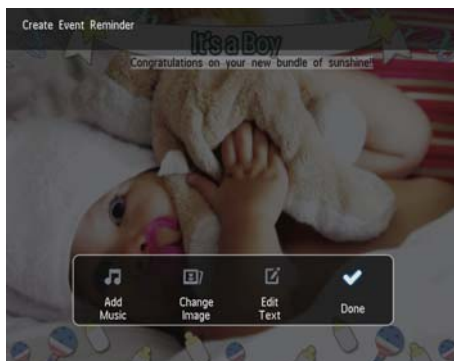 Create Event Reminder
It's a Boy
Congratulations on your new bundle of sunshine!!
Add
Music
Change
Image
Edit
Text
Done